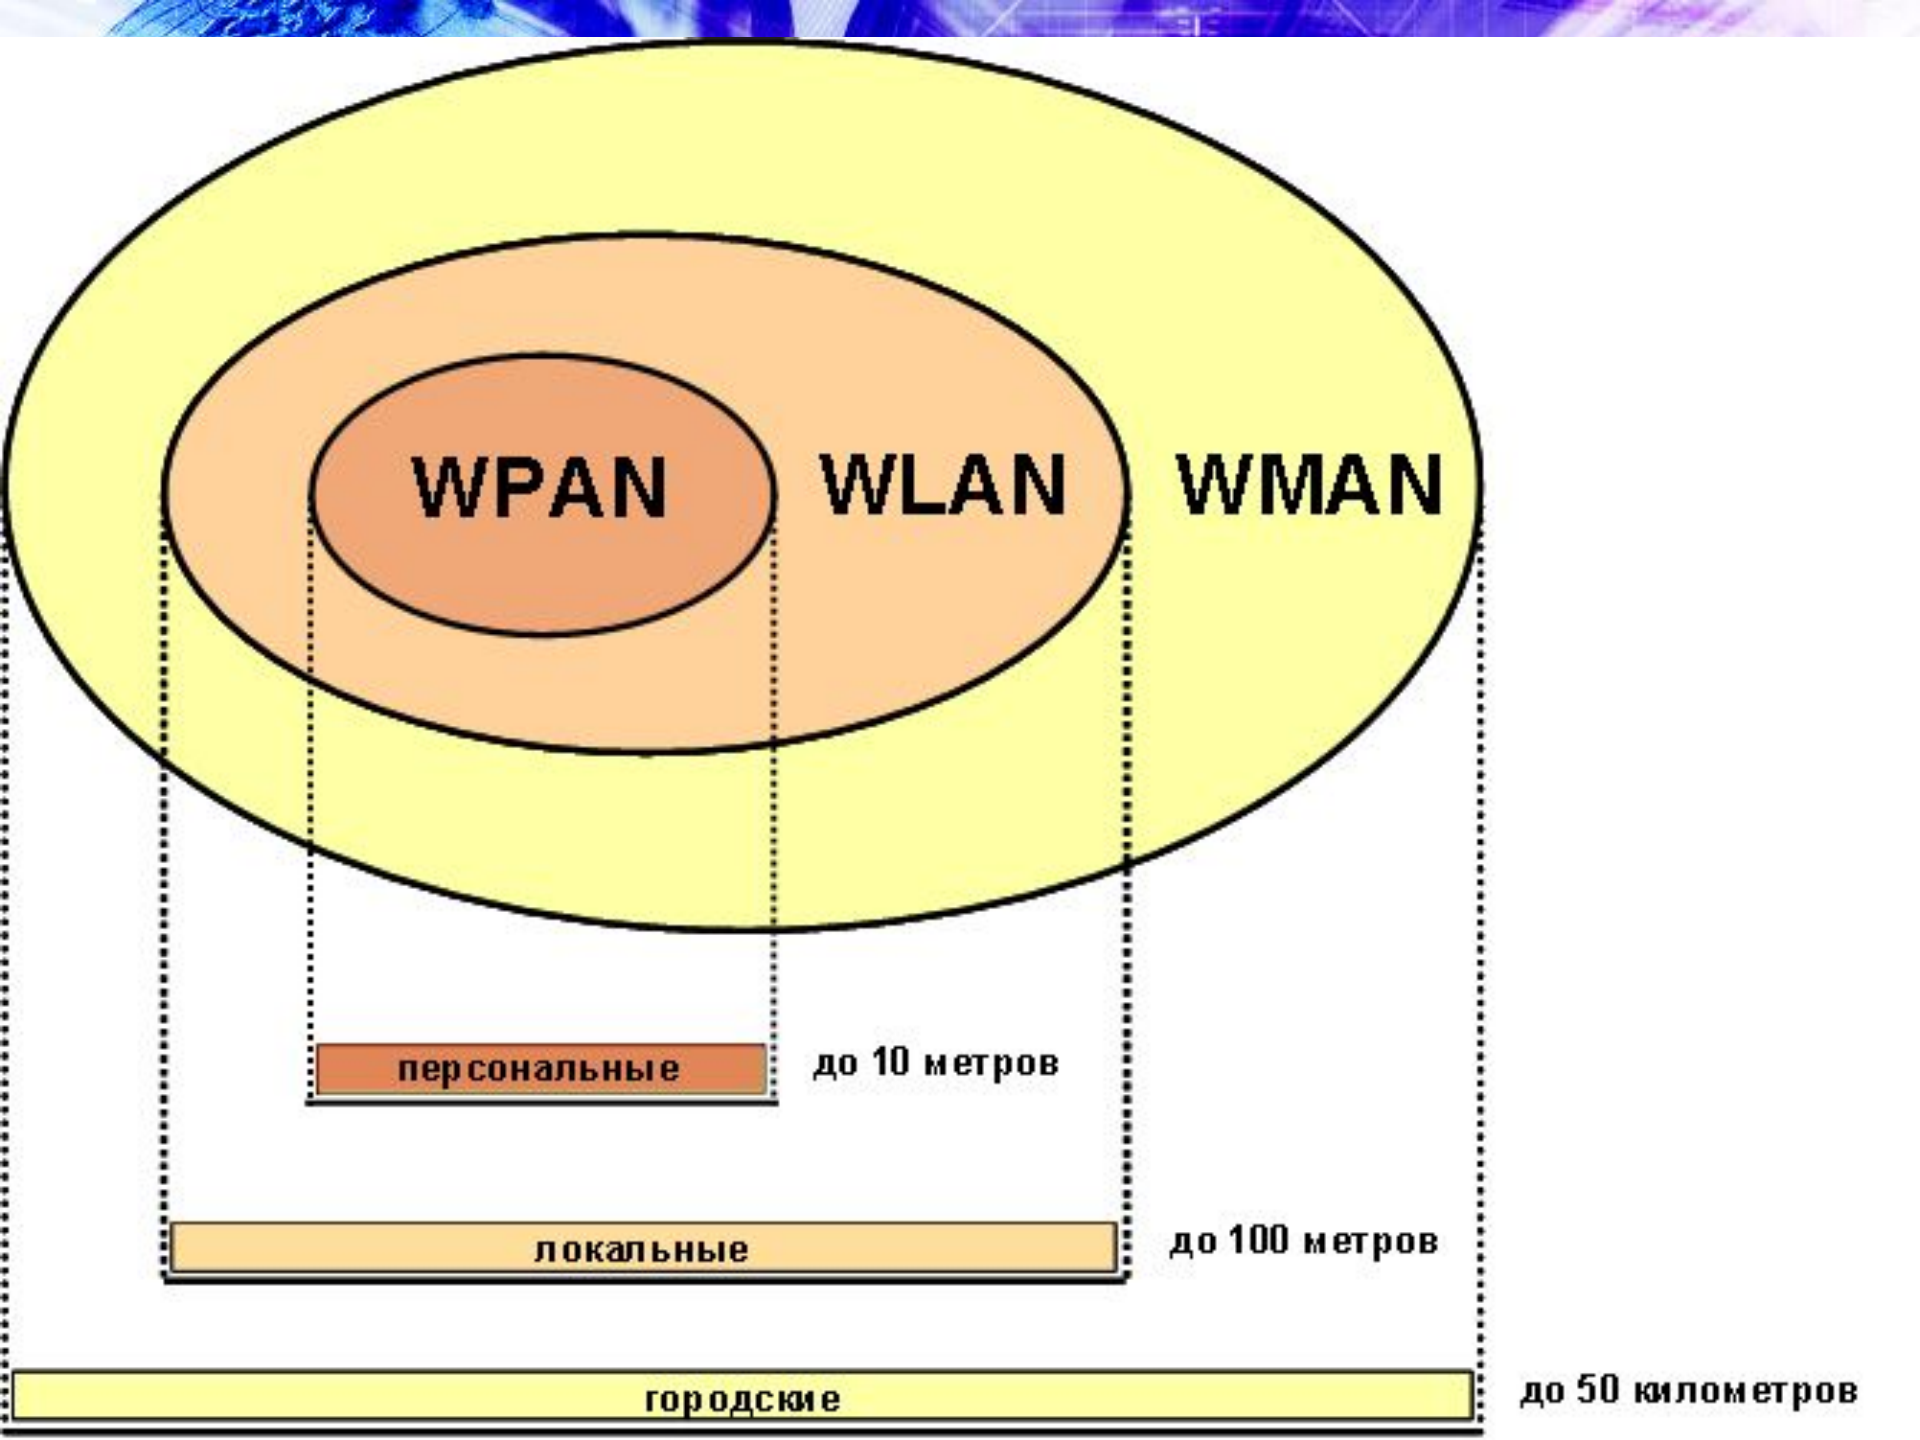 WPAN WLAN WMAN
персональные до 10 метров
локальные до 100 метров
городские до 50 километров